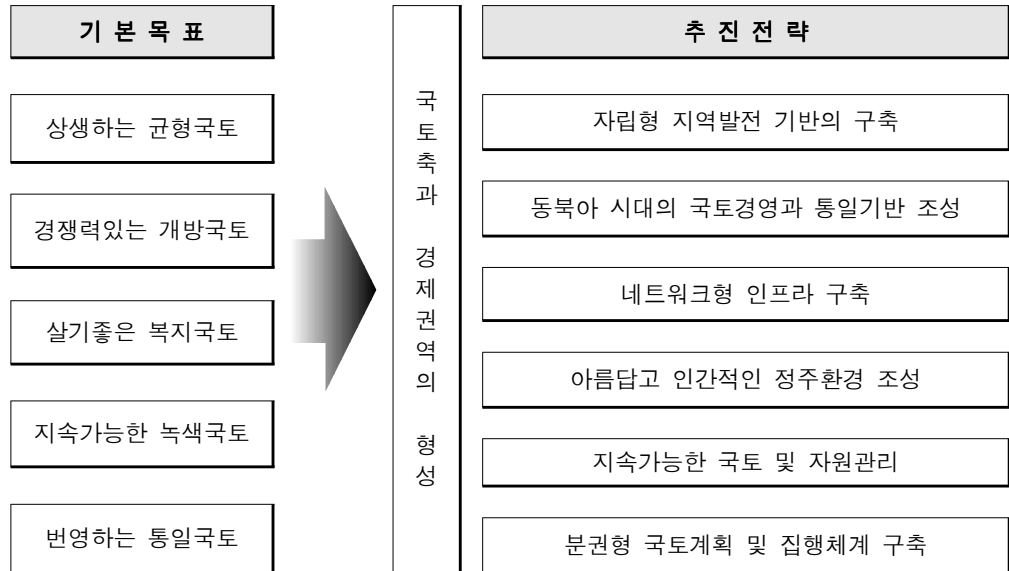 기 본 목 표
상생하는 균형국토
경쟁력있는 개방국토
살기좋은 복지국토
지속가능한 녹색국토
번영하는 통일국토
국토축과 경제권역의 형성
추 진 전 략
자립형 지역발전 기반의 구축
동북아 시대의 국토경영과 통일기반 조성
네트워크형 인프라 구축
아름답고 인간적인 정주환경 조성
지속가능한 국토 및 자원관리
분권형 국토계획 및 집행체계 구축